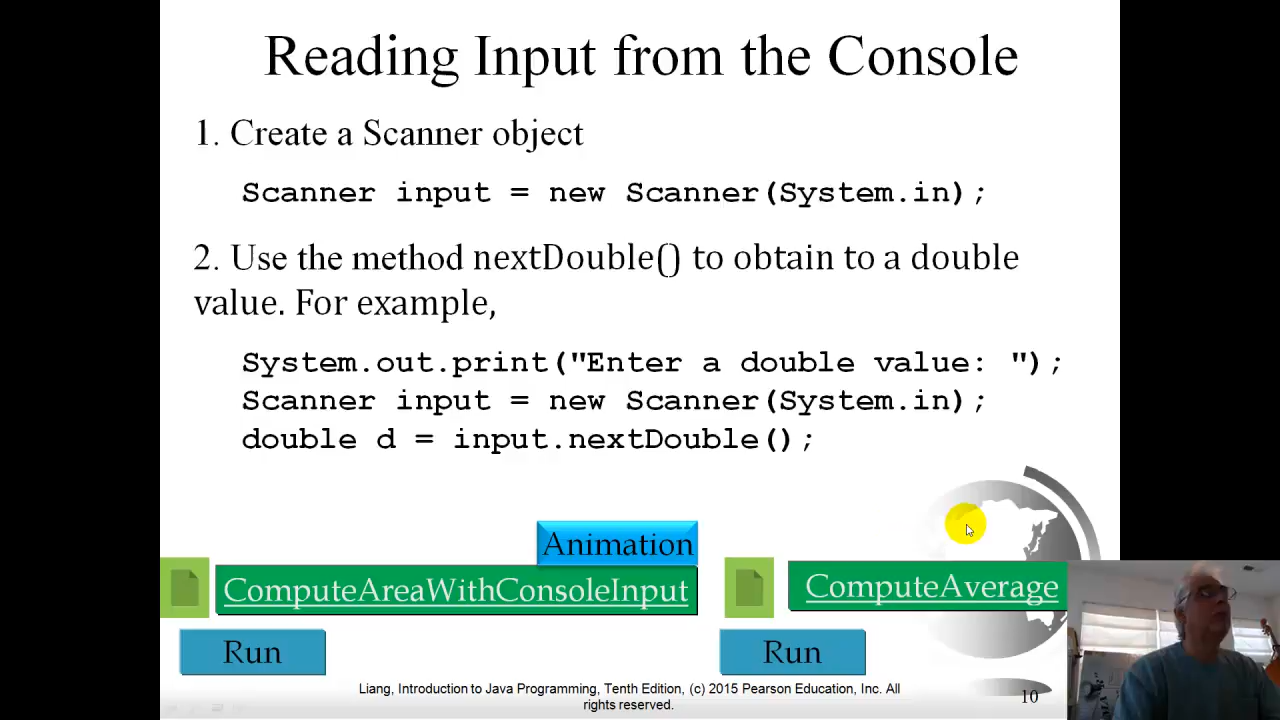 Reading Input from the Console
1. Create a Scanner object
Scanner input = new Scanner(System.in);
2. Use the method nextDouble() to obtain to a double
value. For example,
System.out.print("Enter a double value: ");
Scanner input = new Scanner(System.in);
double d = input.nextDouble();
Animation
ComputeAreaWithConsoleInput
ComputeAverage
Run
Run
Liang, Introduction to Java Programming, Tenth Edition, (c) 2015 Pearson Education, Inc. All
rights reserved.
10